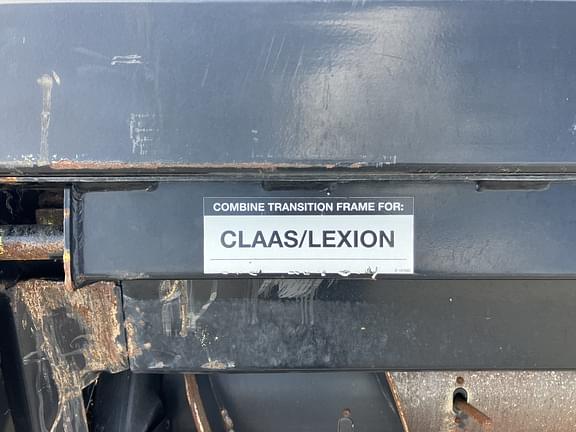 COMBINE TRANSITION FRAME FOR:
CLAAS/LEXION